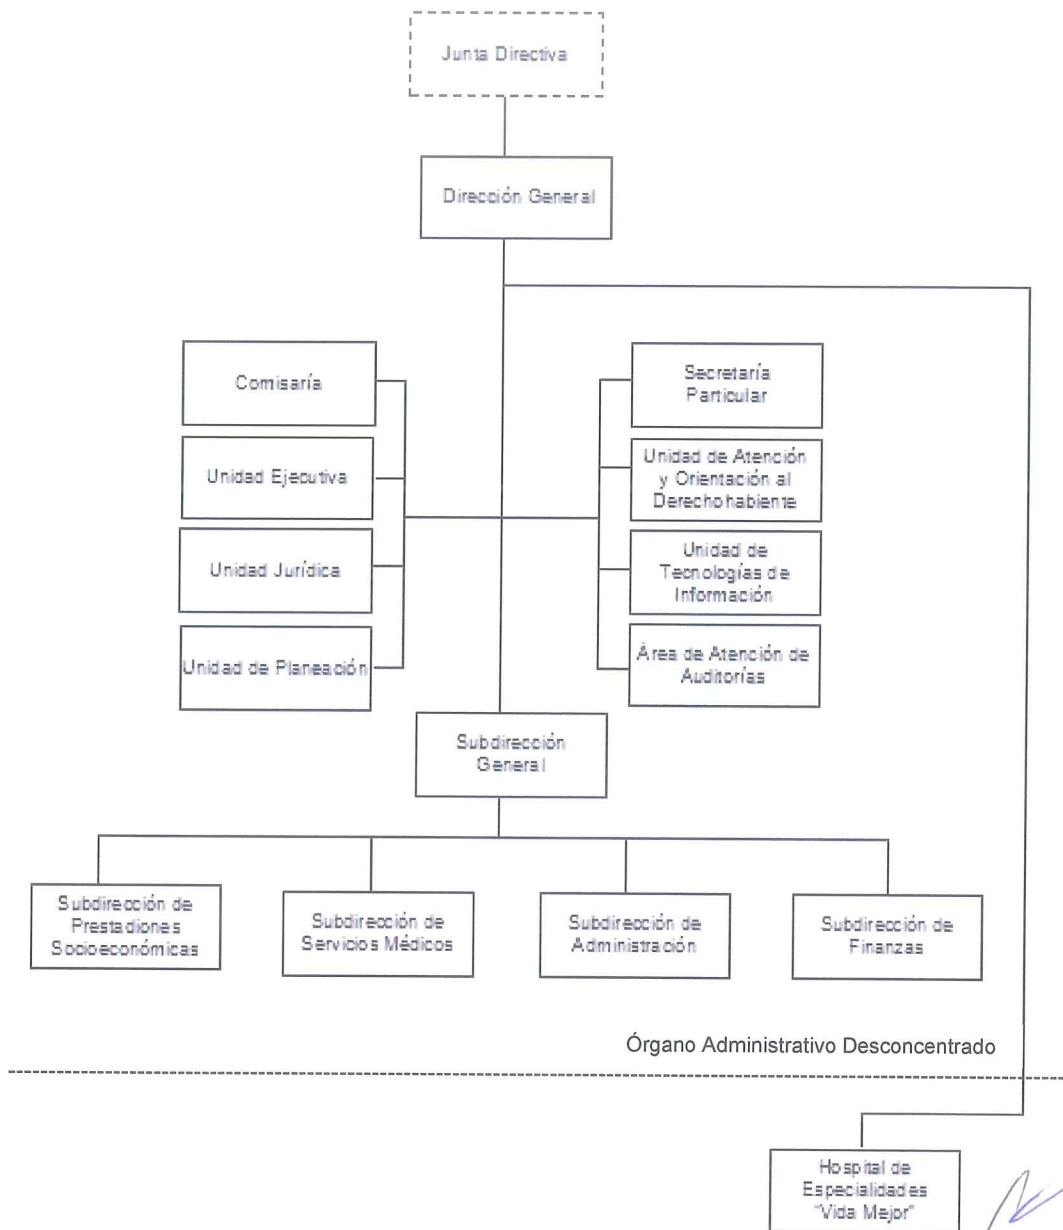 Junta Directiva
Dirección General
Comisaría
Secretaría
Particular
Unidad Ejecutiva
Unidad de Atención
y Orientación al
Derechohabiente
Unidad Jurídica
Unidad de
Tecnologías de
Información
Unidad de Planeación
Área de Atención de
Auditorías
Subdirección
General
Subdirección de
Prestadiones
Socioeconómicas
Subdirección de
Servicios Médicos
Subdirección de
Administración
Subdirección de
Finanzas
Órgano Administrativo Desconcentrado
Hospital de
Especialidades
"Vida Mejor"